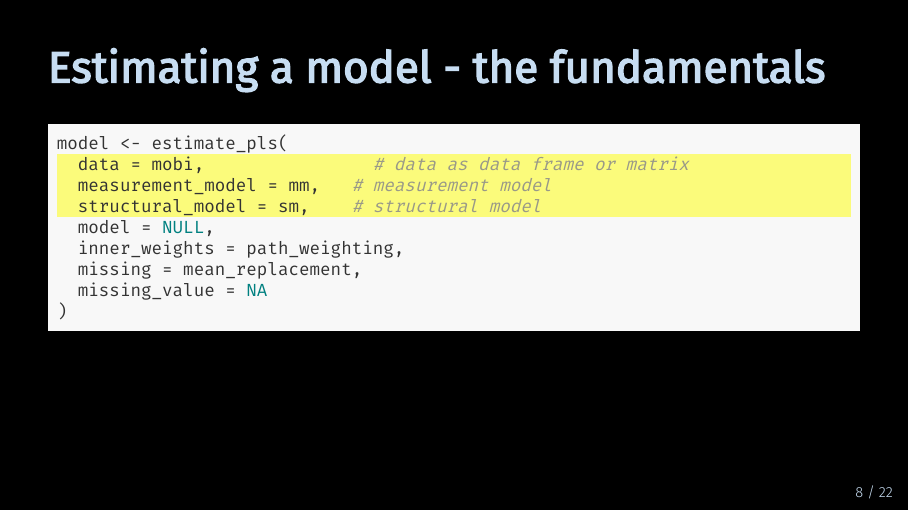 Estimating a model - the fundamentals
model <- estimate_pls(
  data = mobi,                # data as data frame or matrix
  measurement_model = mm,   # measurement model
  structural_model = sm,    # structural model
  model = NULL,
  inner_weights = path_weighting,
  missing = mean_replacement,
  missing_value = NA
)
8 / 22